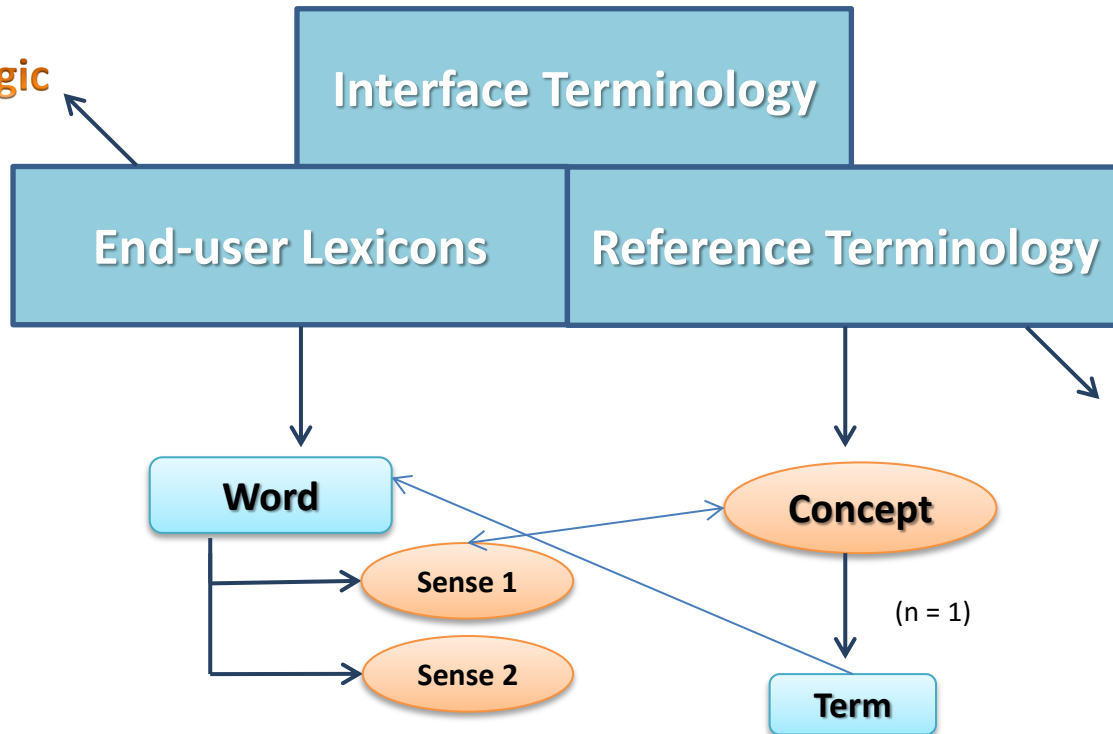 gic
Interface Terminology
End-user Lexicons
Reference Terminology
Word
Concept
Sense 1
(n = 1)
Sense 2
Term